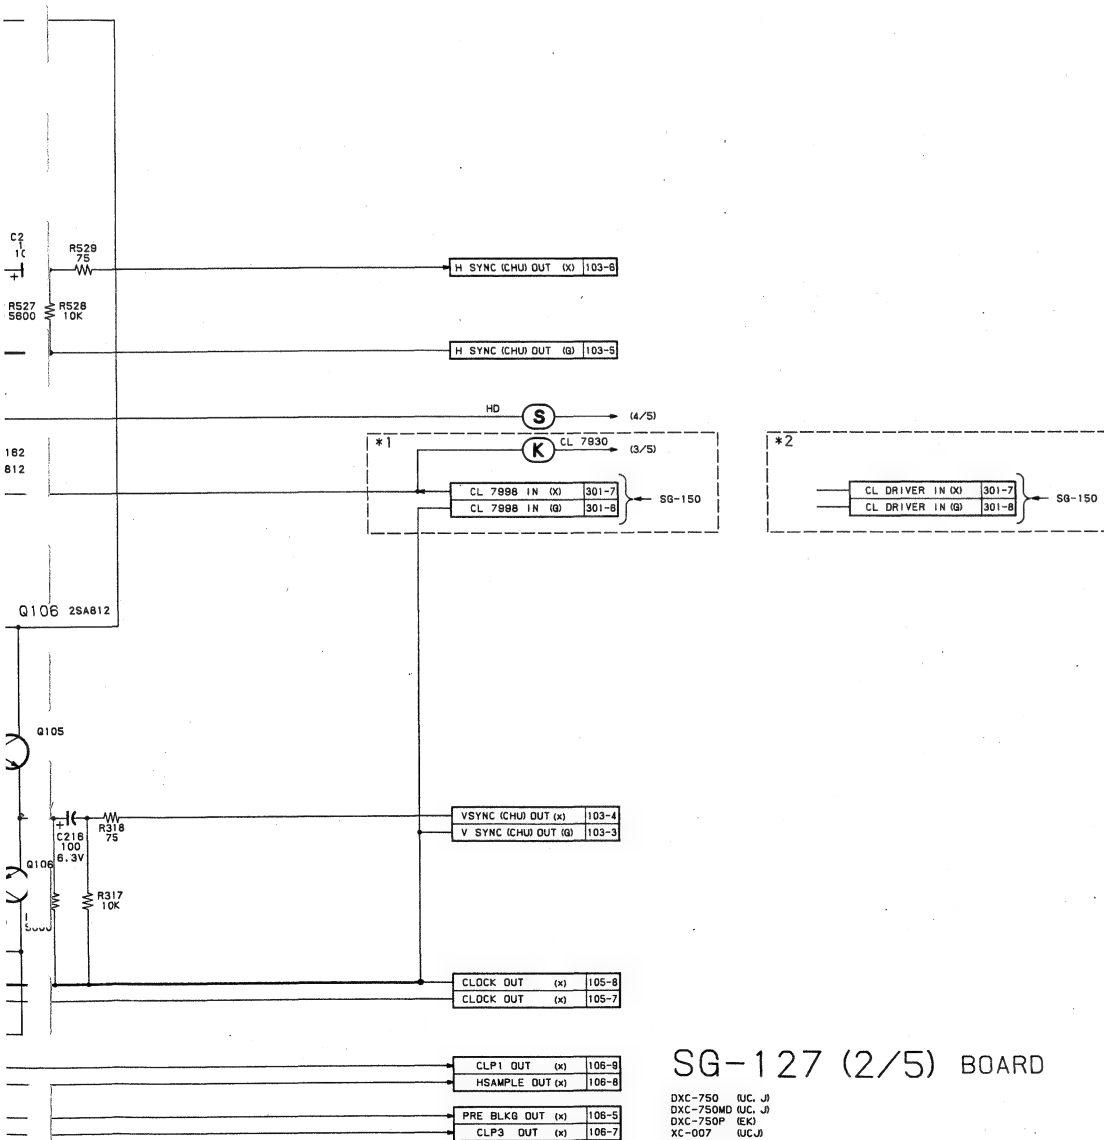 C2
R529
75
H SYNC (CHU) OUT (X) 103-6
R527
5600
R528
10K
H SYNC (CHU) OUT (G) 103-5
HD
S
(4/5)
*1
K
CL 7930
(3/5)
*2
162
812
CL 7998 IN (X) 301-7
CL 7998 IN (G) 301-6
SG-150
CL DRIVER IN (X) 301-7
CL DRIVER IN (G) 301-8
SG-150
Q106 2SA812
Q105
VSYNC (CHU) OUT (x) 103-4
V SYNC (CHU) OUT (G) 103-3
C216
100
6.3V
R318
75
Q106
R317
10K
CLOCK OUT (x) 105-8
CLOCK OUT (x) 105-7
CLP1 OUT (x) 106-9
HSAMPLE OUT (x) 106-8
PRE BLKG OUT (x) 106-5
CLP3 OUT (x) 106-7
SG-127 (2/5) BOARD
DXC-750 (UC, J)
DXC-750MD (UC, J)
DXC-750P (EK)
XC-007 (UCJ)